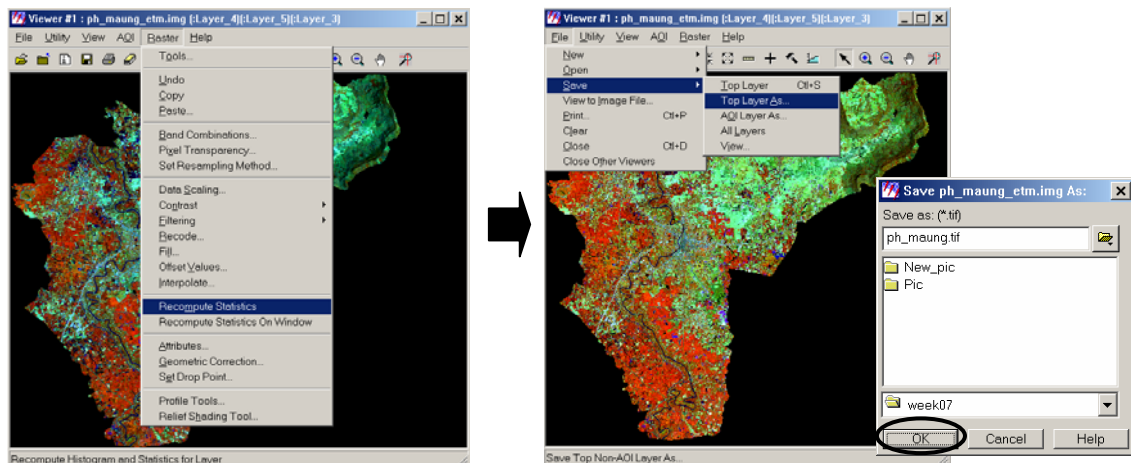 Viewer #1 : ph_maung_etm.img (:Layer_4)(:Layer_5)(:Layer_3)
File Utility View AOI Raster Help
Tools...
Undo
Copy
Paste...
Band Combinations...
Pixel Transparency...
Set Resampling Method...
Data Scaling...
Contrast
Filtering
Recode...
Fill...
Offset Values...
Interpolate...
Recompute Statistics
Recompute Statistics On Window
Attributes...
Geometric Correction...
Set Drop Point...
Profile Tools...
Relief Shading Tool...
Recompute Histogram and Statistics for Layer
Viewer #1 : ph_maung_etm.img (:Layer_4)(:Layer_5)(:Layer_3)
File Utility View AOI Raster Help
New
Open
Save
View to Image File...
Print... Ctl+P
Clear
Close Ctl+D
Close Other Viewers
Top Layer Ctl+S
Top Layer As...
AOI Layer As...
All Layers
View...
Save Top Non-AOI Layer As...
Save ph_maung_etm.img As:
Save as: (*.tif)
ph_maung.tif
New_pic
Pic
week07
OK Cancel Help